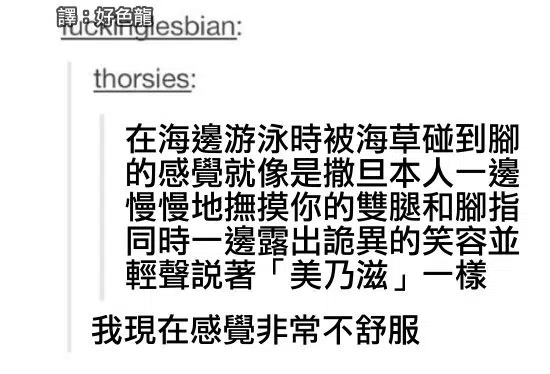 譯：好色龍
fuckinglesbian:
thorsies:
在海邊游泳時被海草碰到腳
的感覺就像是撒旦本人一邊
慢慢地撫摸你的雙腿和腳指
同時一邊露出詭異的笑容並
輕聲説著「美乃滋」一樣
我現在感覺非常不舒服